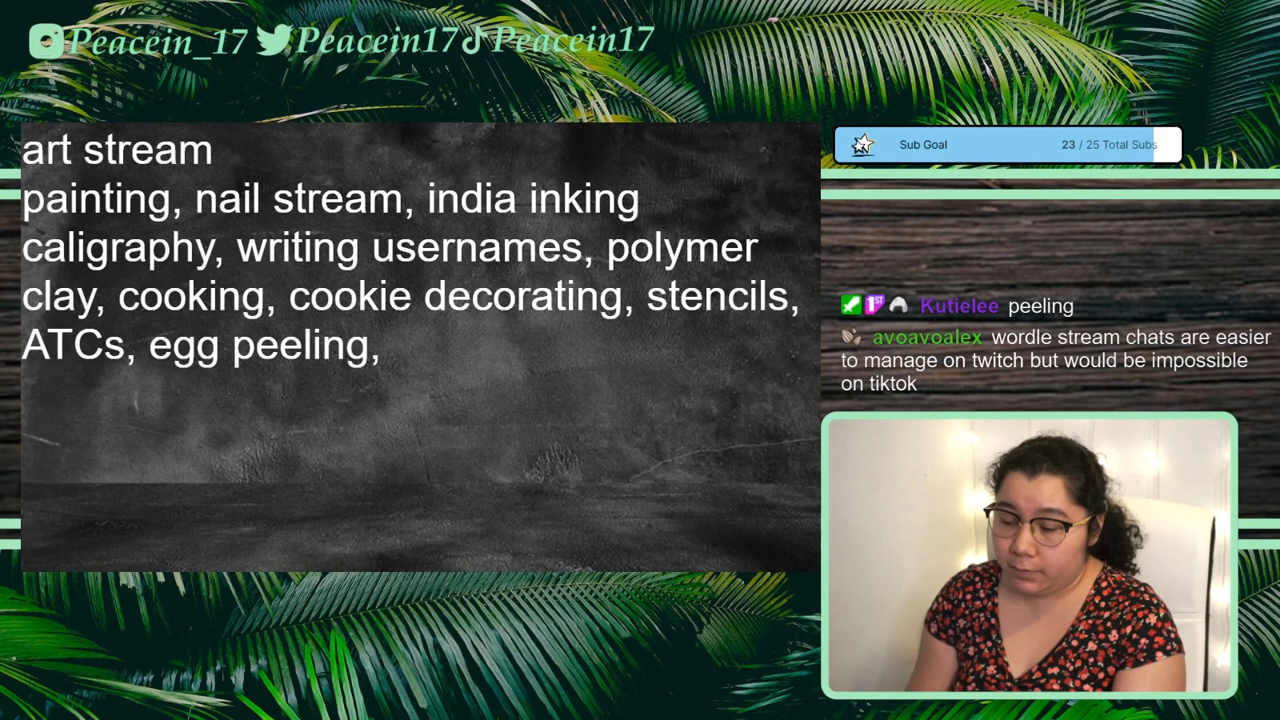 Peacein_17 Peacein17 Peacein17
art stream
painting, nail stream, india inking
caligraphy, writing usernames, polymer
clay, cooking, cookie decorating, stencils,
ATCs, egg peeling,
Sub Goal 23 / 25 Total Subs
1ST Kutielee peeling
avoavoalex wordle stream chats are easier
to manage on twitch but would be impossible
on tiktok